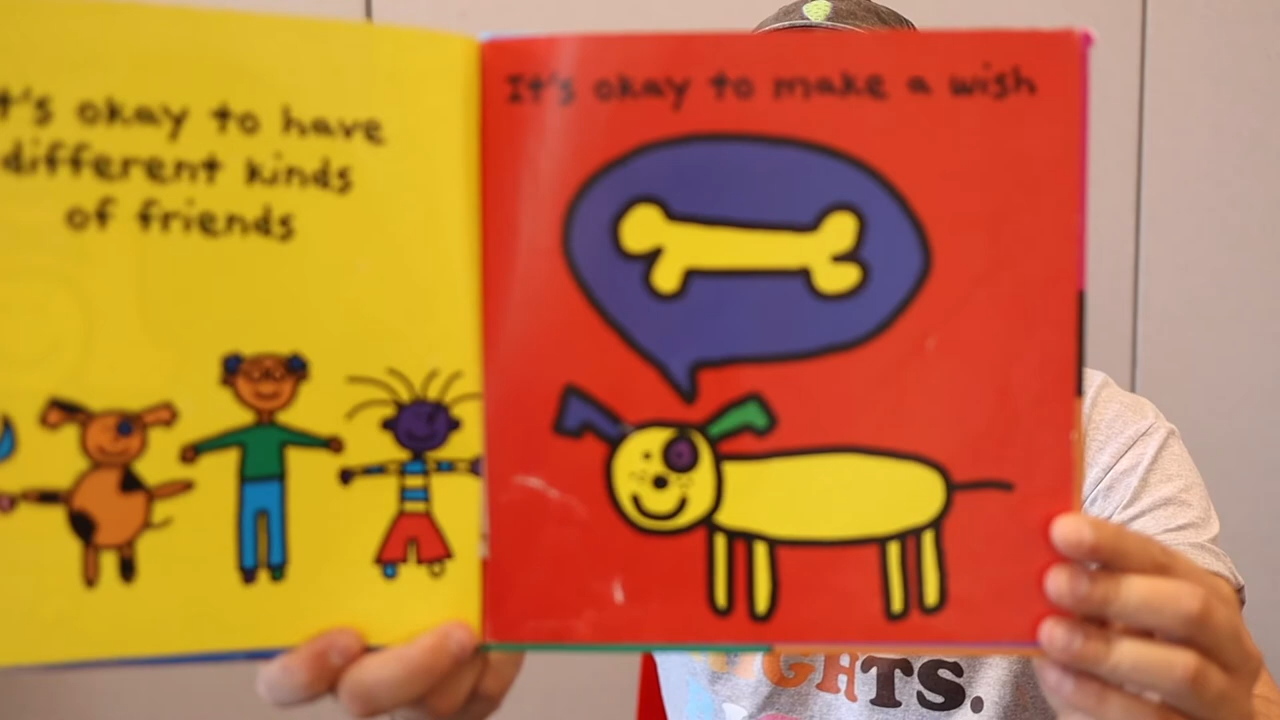 t's okay to have
different kinds
of friends
It's okay to make a wish
GHTS.